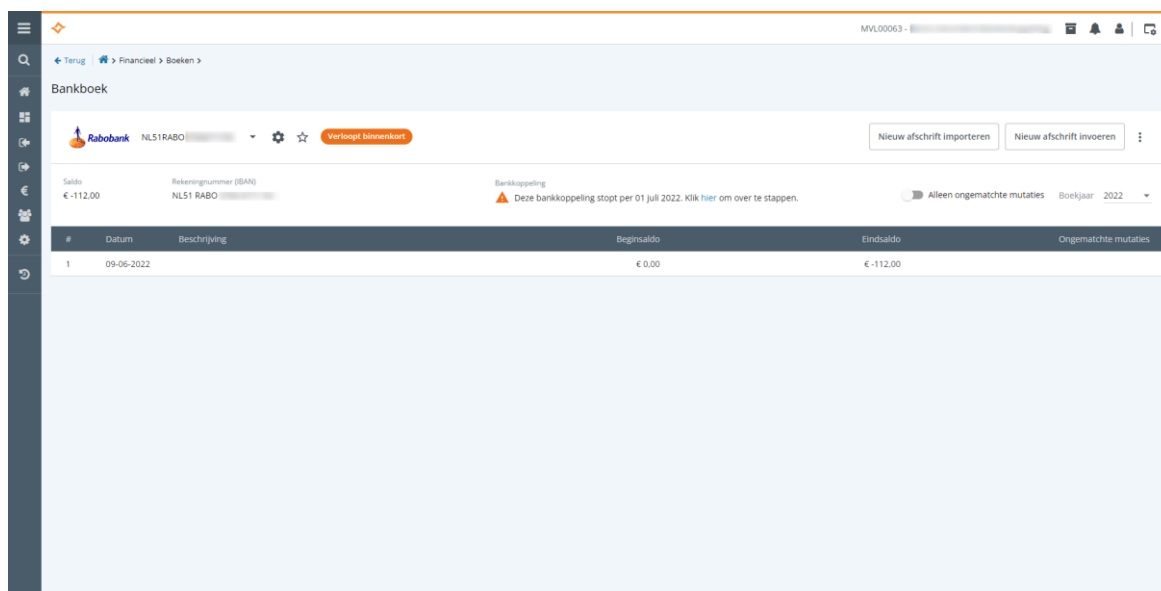 MVL00063 -
Terug > Financieel > Boeken >
Bankboek
Rabobank NL51RABO Verloopt binnenkort Nieuw afschrift importeren Nieuw afschrift invoeren
Saldo Rekeningnummer (IBAN) Bankkoppeling
€ -112,00 NL51 RABO Deze bankkoppeling stopt per 01 juli 2022. Klik hier om over te stappen. Alleen ongematchte mutaties Boekjaar 2022
# Datum Beschrijving Beginsaldo Eindsaldo Ongematchte mutaties
1 09-06-2022 € 0,00 € -112,00